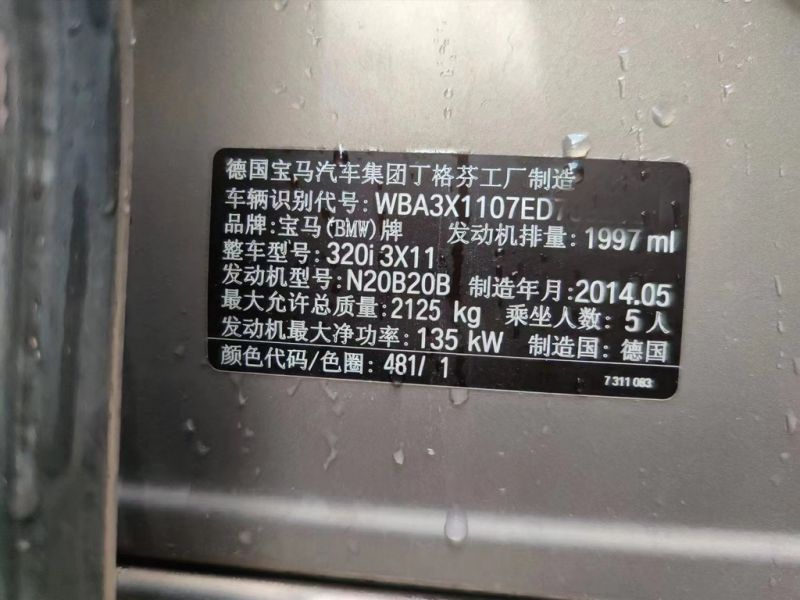 德国宝马汽车集团丁格芬工厂制造
车辆识别代号: WBA3X1107ED7
品牌: 宝马(BMW)牌 发动机排量: 1997 ml
整车型号: 320i 3X11
发动机型号: N20B20B 制造年月:2014.05
最大允许总质量: 2125 kg 乘坐人数: 5人
发动机最大净功率: 135 kW 制造国: 德国
颜色代码/色圈: 481/ 1
7 311 083